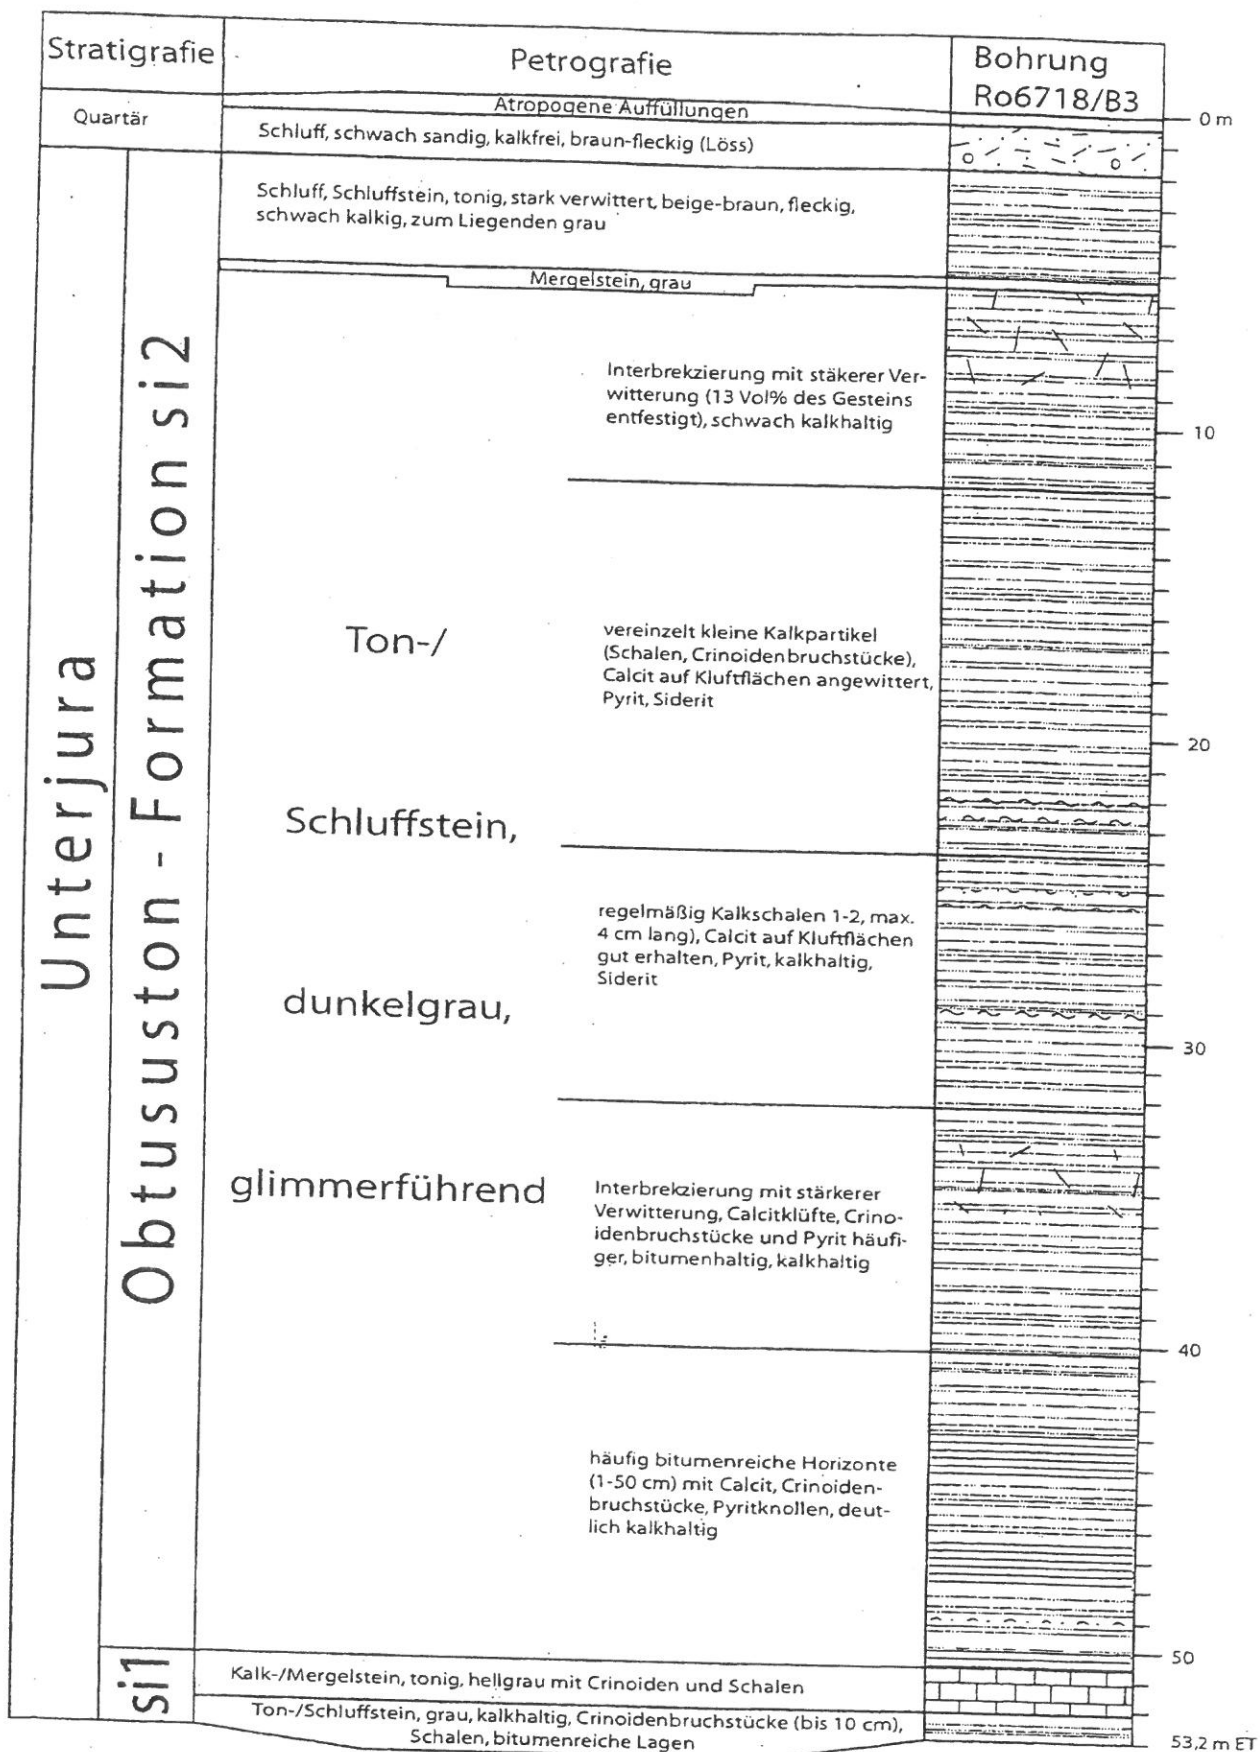 Stratigrafie
Petrografie
Bohrung
Ro6718/B3
Atropogene Auffüllungen
0 m
Quartär
Schluff, schwach sandig, kalkfrei, braun-fleckig (Löss)
Schluff, Schluffstein, tonig, stark verwittert, beige-braun, fleckig,
schwach kalkig, zum Liegenden grau
Mergelstein, grau
Interbrekzierung mit stäkerer Ver-
witterung (13 Vol% des Gesteins
entfestigt), schwach kalkhaltig
10
Unterjura
Obtususton - Formation si2
Ton-/
Schluffstein,
dunkelgrau,
glimmerführend
vereinzelt kleine Kalkpartikel
(Schalen, Crinoidenbruchstücke),
Calcit auf Kluftflächen angewittert,
Pyrit, Siderit
20
regelmäßig Kalkschalen 1-2, max.
4 cm lang), Calcit auf Kluftflächen
gut erhalten, Pyrit, kalkhaltig,
Siderit
30
Interbrekzierung mit stärkerer
Verwitterung, Calcitklüfte, Crino-
idenbruchstücke und Pyrit häufi-
ger, bitumenhaltig, kalkhaltig
40
häufig bitumenreiche Horizonte
(1-50 cm) mit Calcit, Crinoiden-
bruchstücke, Pyritknollen, deut-
lich kalkhaltig
50
si1
Kalk-/Mergelstein, tonig, hellgrau mit Crinoiden und Schalen
Ton-/Schluffstein, grau, kalkhaltig, Crinoidenbruchstücke (bis 10 cm),
Schalen, bitumenreiche Lagen
53,2 m ET